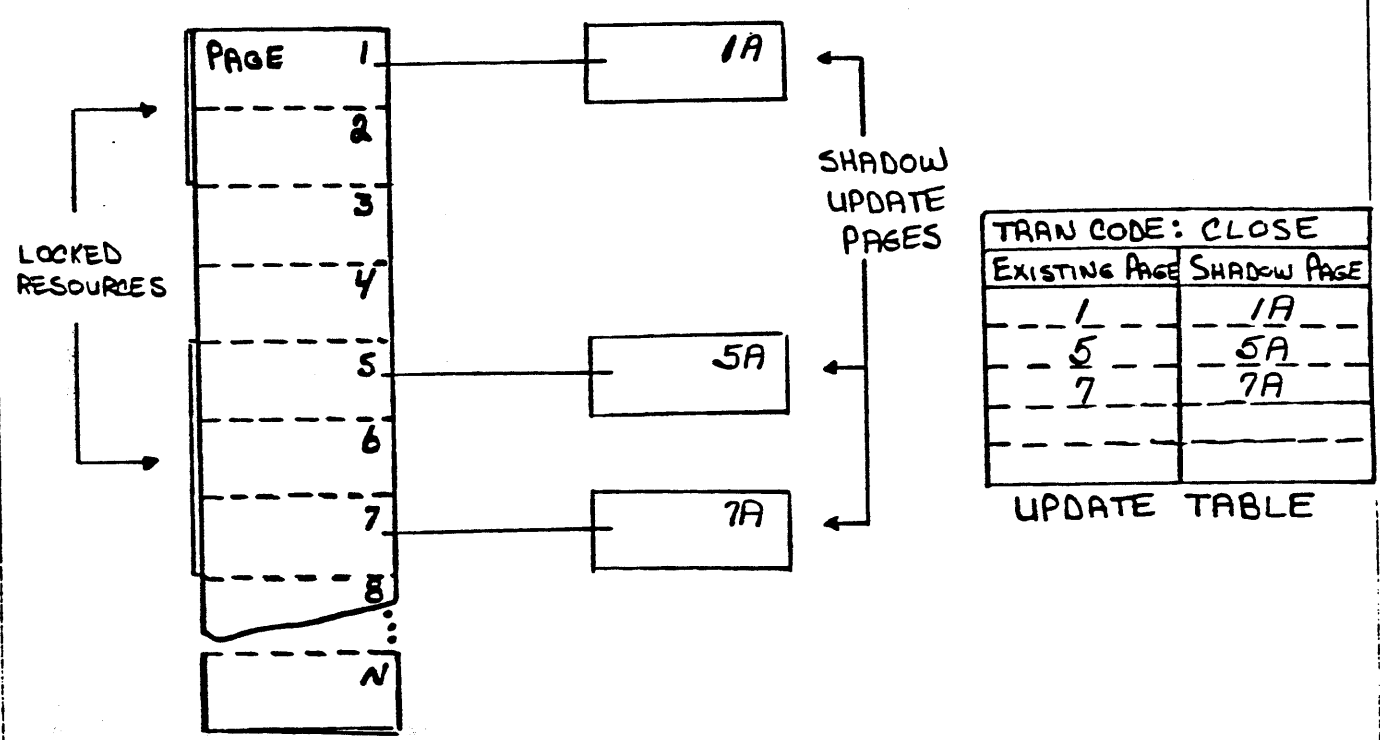 PAGE 1
2
3
4
5
6
7
8
N
LOCKED
RESOURCES
1A
5A
7A
SHADOW
UPDATE
PAGES
TRAN CODE: CLOSE
EXISTING PAGE SHADOW PAGE
1 1A
5 5A
7 7A
UPDATE TABLE